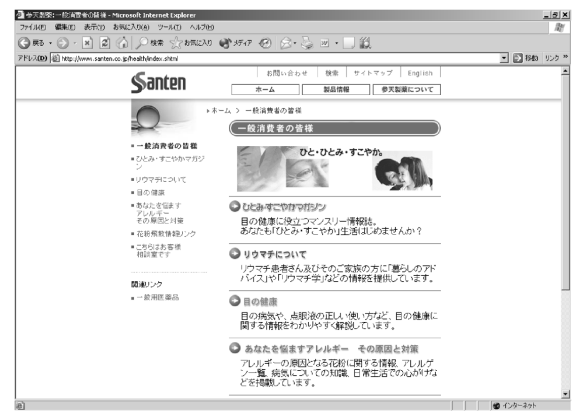 参天製薬:一般消費者の皆様 - Microsoft Internet Explorer
ファイル(F) 編集(E) 表示(V) お気に入り(A) ツール(T) ヘルプ(H)
戻る 検索 お気に入り メディア
アドレス(D) http://www.santen.co.jp/health/index.shtml 移動 リンク »
Santen
お問い合わせ | 検索 | サイトマップ | English
ホーム 製品情報 参天製薬について
ホーム > 一般消費者の皆様
一般消費者の皆様
ひと・ひとみ・すこやか。
一般消費者の皆様
ひとみ・すこやかマガジン
リウマチについて
目の健康
あなたを悩ます
アレルギー
その原因と対策
花粉飛散情報リンク
こちらはお客様
相談室です
関連リンク
一般用医薬品
ひとみすこやかマガジン
目の健康に役立つマンスリー情報誌。
あなたも「ひとみ・すこやか」生活はじめませんか?
リウマチについて
リウマチ患者さん及びそのご家族の方に「暮らしのアド
バイス」や「リウマチ学」などの情報を提供しています。
目の健康
目の病気や、点眼液の正しい使い方など、目の健康に
関する情報をわかりやすく解説しています。
あなたを悩ますアレルギー その原因と対策
アレルギーの原因となる花粉に関する情報、アレルゲ
ン一覧、病気についての知識、日常生活での心がけな
どを掲載しています。
インターネット